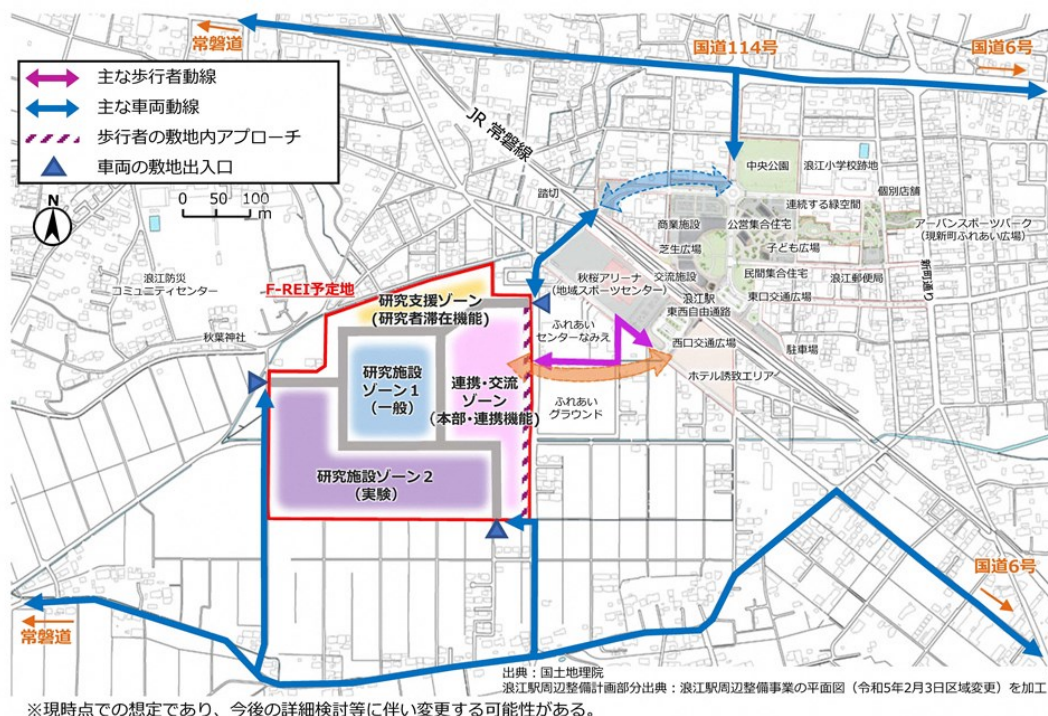 常磐道
国道114号
国道6号
主な歩行者動線
主な車両動線
歩行者の敷地内アプローチ
車両の敷地出入口
N
0 50 100
m
JR 常磐線
踏切
中央公園
浪江小学校跡地
個別店舗
連続する緑空間
商業施設
公営集合住宅
アーバンスポーツパーク
(現新町ふれあい広場)
芝生広場
子ども広場
新町通り
浪江防災
コミュニティセンター
秋葉神社
F-REI予定地
研究支援ゾーン
(研究者滞在機能)
秋桜アリーナ
(地域スポーツセンター)
交流施設
民間集合住宅
浪江郵便局
浪江駅
東西自由通路
東口交通広場
ふれあい
センターなみえ
西口交通広場
駐車場
ホテル誘致エリア
研究施設
ゾーン1
(一般)
連携・交流
ゾーン
(本部・連携機能)
ふれあい
グラウンド
研究施設ゾーン2
(実験)
国道6号
常磐道
出典:国土地理院
浪江駅周辺整備計画部分出典:浪江駅周辺整備事業の平面図(令和5年2月3日区域変更)を加工
※現時点での想定であり、今後の詳細検討等に伴い変更する可能性がある。